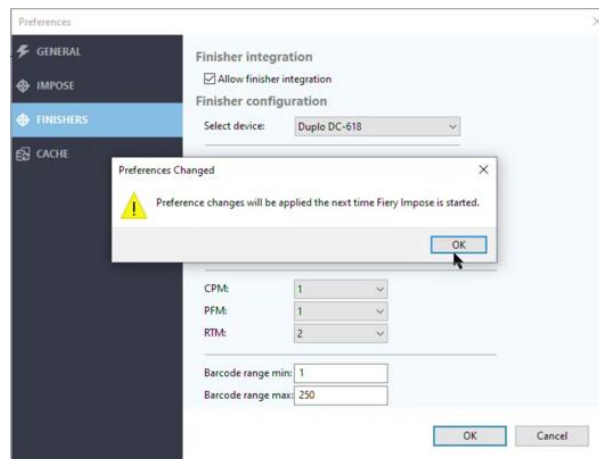 Preferences
GENERAL
IMPOSE
FINISHERS
CACHE
Finisher integration
Allow finisher integration
Finisher configuration
Select device: Duplo DC-618
Preferences Changed
Preference changes will be applied the next time Fiery Impose is started.
OK
CPM: 1
PFM: 1
RTM: 2
Barcode range min: 1
Barcode range max: 250
OK Cancel